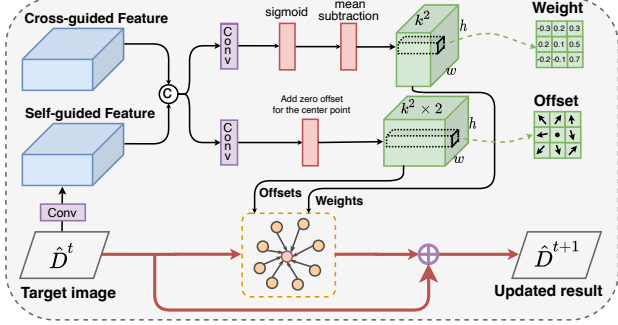 Cross-guided Feature
Self-guided Feature
Conv
D̂^t
Target image
C
Conv
sigmoid
mean
subtraction
k^2
h
w
Weight
-0.3 0.2 0.3
0.2 0.1 0.5
-0.2 -0.1 0.7
Conv
Add zero offset
for the center point
k^2 × 2
h
w
Offset
Offsets
Weights
D̂^{t+1}
Updated result